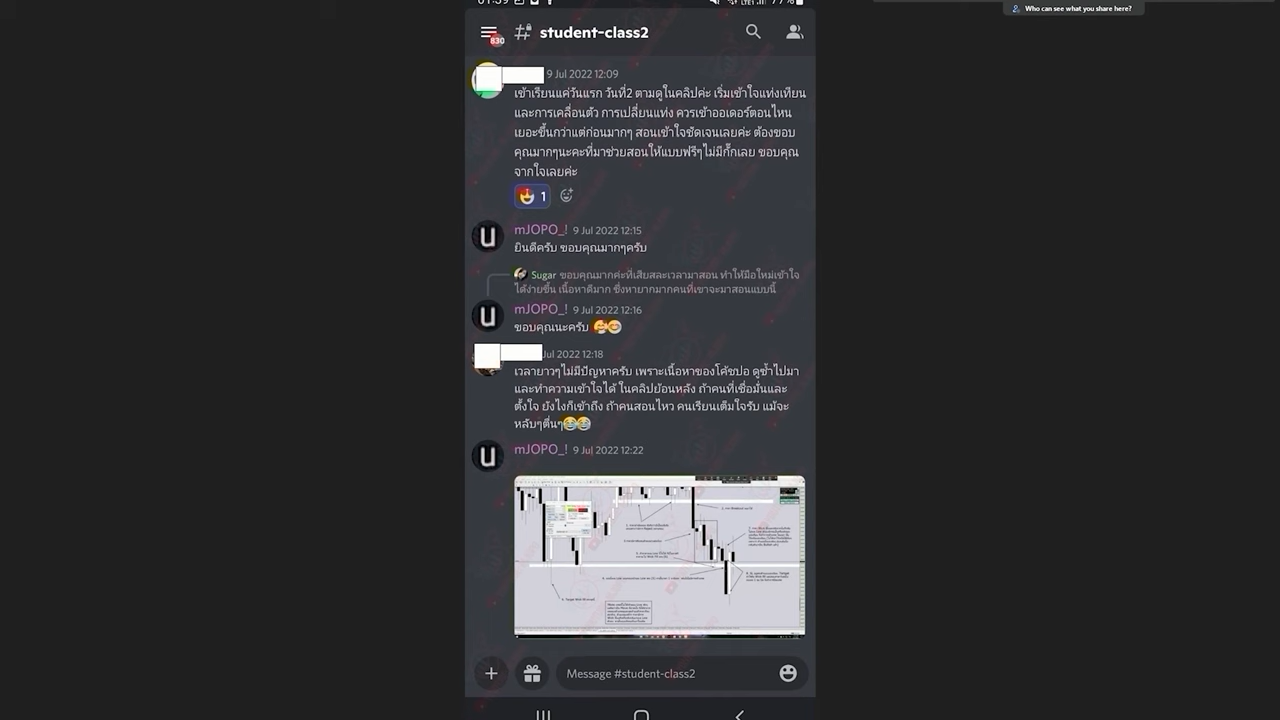 01:39
77%
Who can see what you share here?
830
student-class2
9 Jul 2022 12:09
เข้าเรียนแค่วันแรก วันที่2 ตามดูในคลิปค่ะ เริ่มเข้าใจแท่งเทียน
และการเคลื่อนตัว การเปลี่ยนแท่ง ควรเข้าออเดอร์ตอนไหน
เยอะขึ้นกว่าแต่ก่อนมากๆ สอนเข้าใจชัดเจนเลยค่ะ ต้องขอบ
คุณมากๆนะคะที่มาช่วยสอนให้แบบฟรีๆไม่มีกั๊กเลย ขอบคุณ
จากใจเลยค่ะ
1
mJOPO_! 9 Jul 2022 12:15
ยินดีครับ ขอบคุณมากๆครับ
Sugar ขอบคุณมากค่ะที่เสียสละเวลามาสอน ทำให้มือใหม่เข้าใจ
ได้ง่ายขึ้น เนื้อหาดีมาก ซึ่งหายากมากคนที่เขาจะมาสอนแบบนี้
mJOPO_! 9 Jul 2022 12:16
ขอบคุณนะครับ 🥰😊
Jul 2022 12:18
เวลายาวๆไม่มีปัญหาครับ เพราะเนื้อหาของโค้ชปอ ดูซ้ำไปมา
และทำความเข้าใจได้ ในคลิปย้อนหลัง ถ้าคนที่เชื่อมั่นและ
ตั้งใจ ยังไงก็เข้าถึง ถ้าคนสอนไหว คนเรียนเต็มใจรับ แม้จะ
หลับๆตื่นๆ😂😂
mJOPO_! 9 Jul 2022 12:22
Message #student-class2